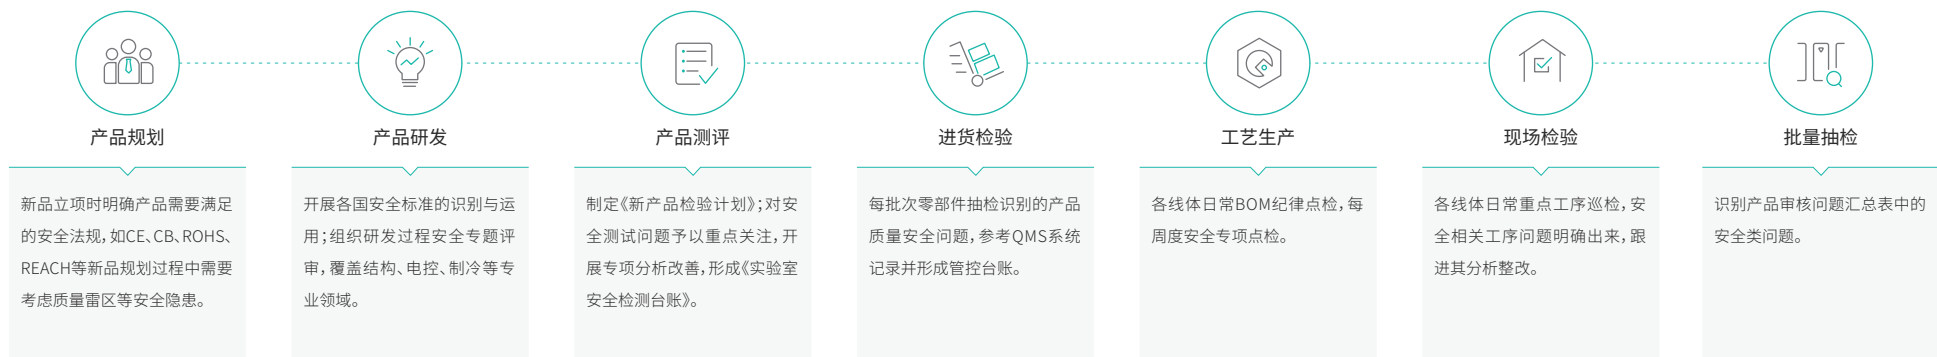 产品规划
新品立项时明确产品需要满足
的安全法规，如CE、CB、ROHS、
REACH等新品规划过程中需要
考虑质量雷区等安全隐患。
产品研发
开展各国安全标准的识别与运
用；组织研发过程安全专题评
审，覆盖结构、电控、制冷等专
业领域。
产品测评
制定《新产品检验计划》；对安
全测试问题予以重点关注，开
展专项分析改善，形成《实验室
安全检测台账》。
进货检验
每批次零部件抽检识别的产品
质量安全问题，参考QMS系统
记录并形成管控台账。
工艺生产
各线体日常BOM纪律点检，每
周度安全专项点检。
现场检验
各线体日常重点工序巡检，安
全相关工序问题明确出来，跟
进其分析整改。
批量抽检
识别产品审核问题汇总表中的
安全类问题。